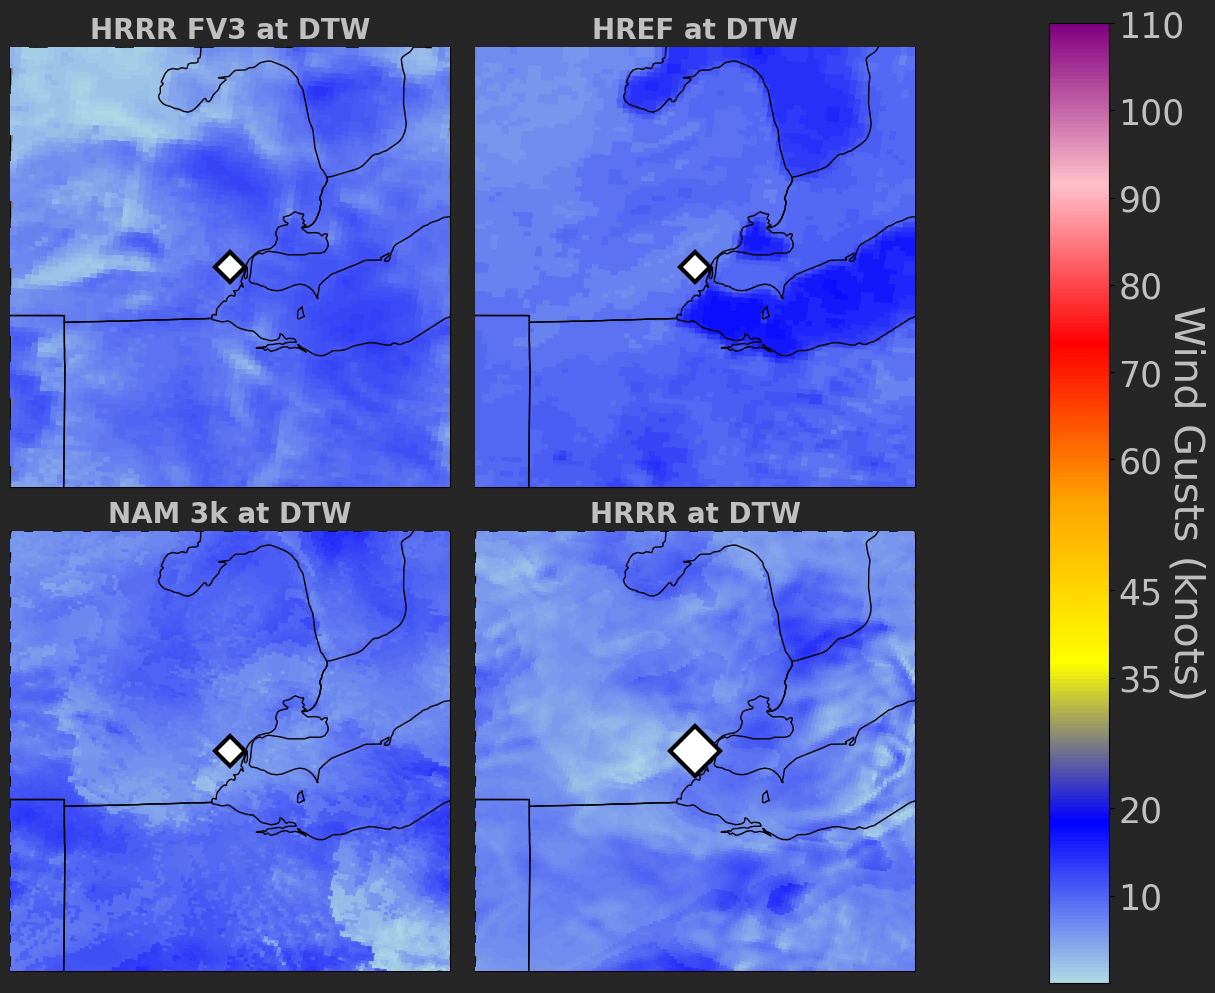 HRRR FV3 at DTW
HREF at DTW
NAM 3k at DTW
HRRR at DTW
110
100
90
80
70
60
45
35
20
10
Wind Gusts (knots)